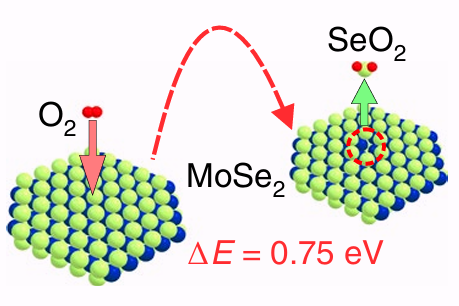 SeO₂
O₂
MoSe₂
ΔE = 0.75 eV